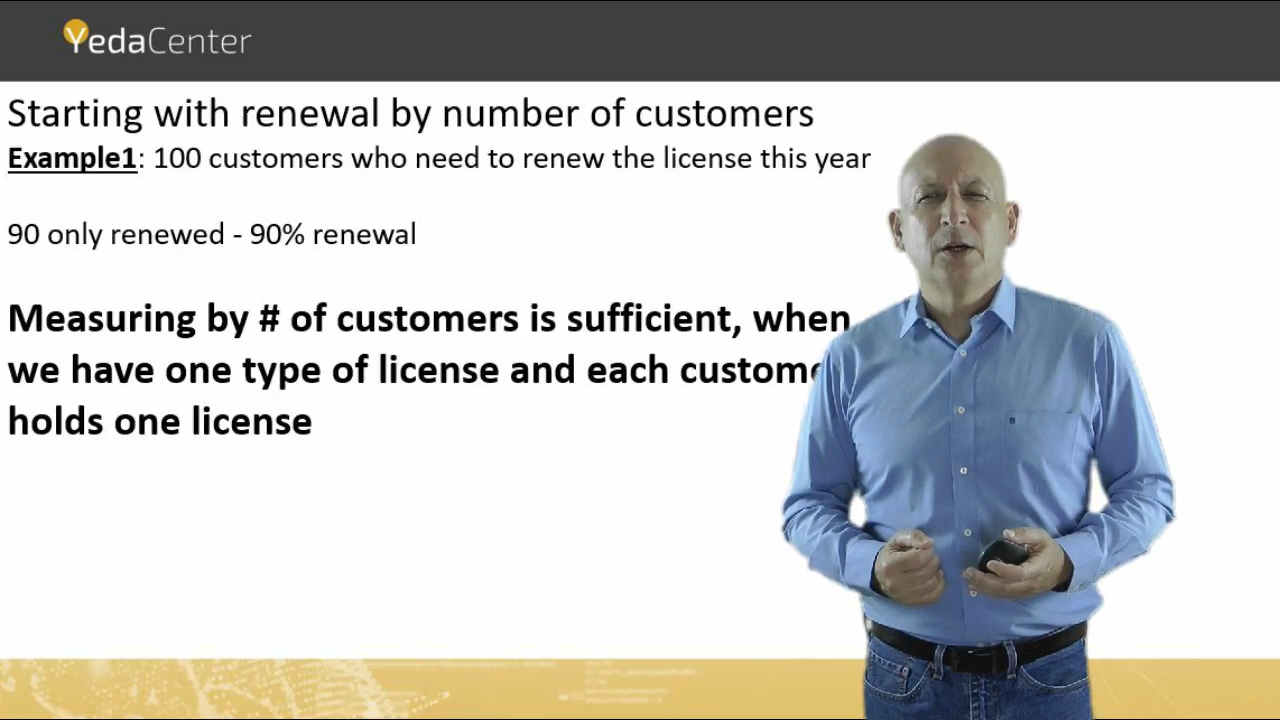 YedaCenter
Starting with renewal by number of customers
Example1: 100 customers who need to renew the license this year
90 only renewed - 90% renewal
Measuring by # of customers is sufficient, when
we have one type of license and each custome
holds one license